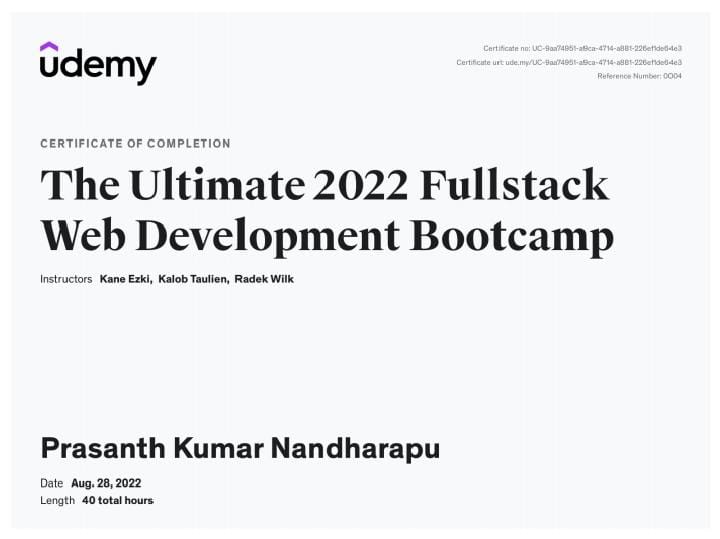 udemy
Certificate no: UC-9aa74951-af9ca-4714-a881-226ef1de64e3
Certificate url: ude.my/UC-9aa74951-af9ca-4714-a881-226ef1de64e3
Reference Number: 0004
CERTIFICATE OF COMPLETION
The Ultimate 2022 Fullstack
Web Development Bootcamp
Instructors Kane Ezki, Kalob Taulien, Radek Wilk
Prasanth Kumar Nandharapu
Date Aug. 28, 2022
Length 40 total hours